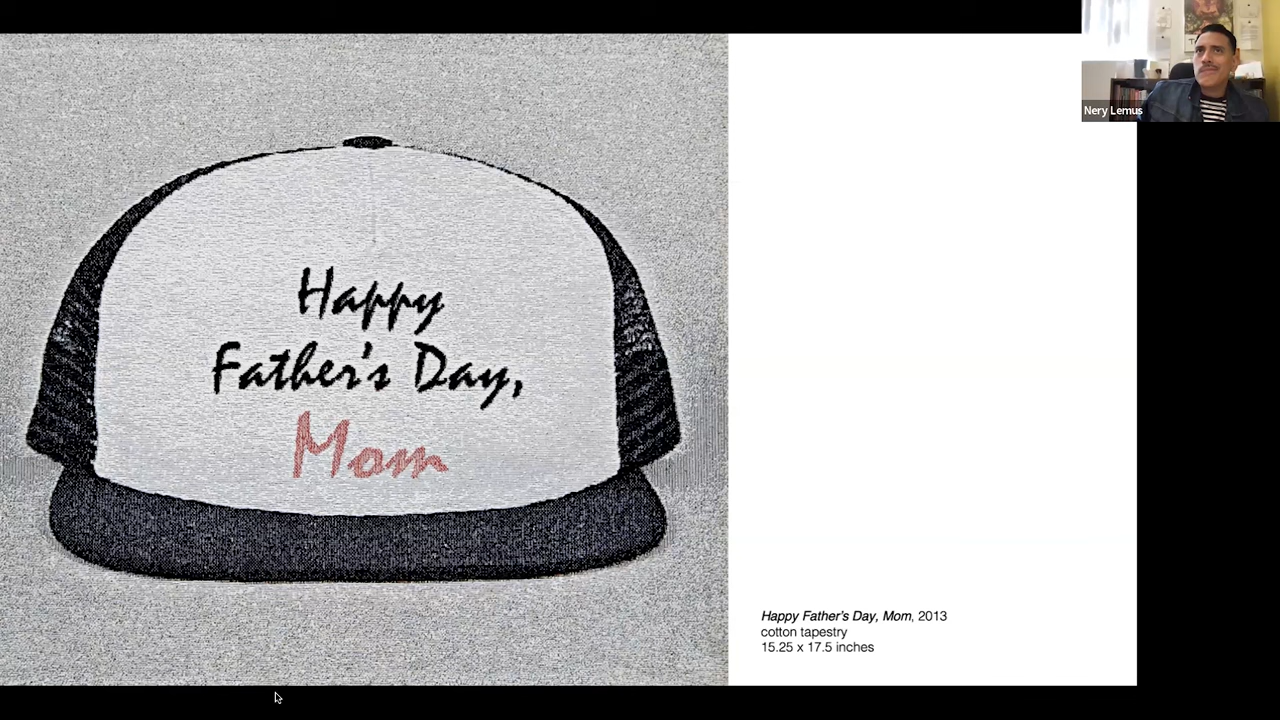 Happy
Father's Day,
Mom
Nery Lemus
Happy Father's Day, Mom, 2013
cotton tapestry
15.25 x 17.5 inches